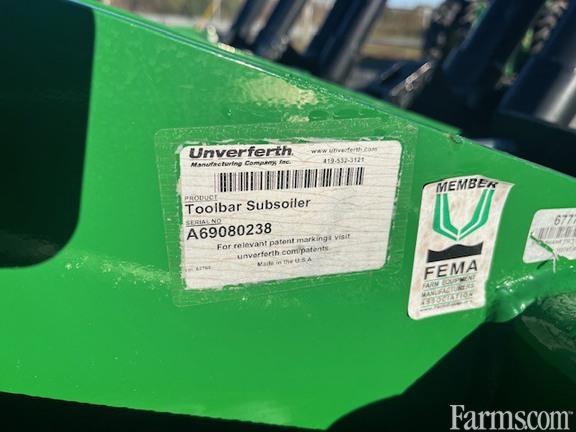 Unverferth
Manufacturing Company, Inc.
www.unverferth.com
419-532-3121
PRODUCT
Toolbar Subsoiler
SERIAL NO
A69080238
For relevant patent markings visit
unverferth.com/patents
Made in the U.S.A.
MEMBER
FEMA
FARM EQUIPMENT
MANUFACTURERS
ASSOCIATION
Farms.com